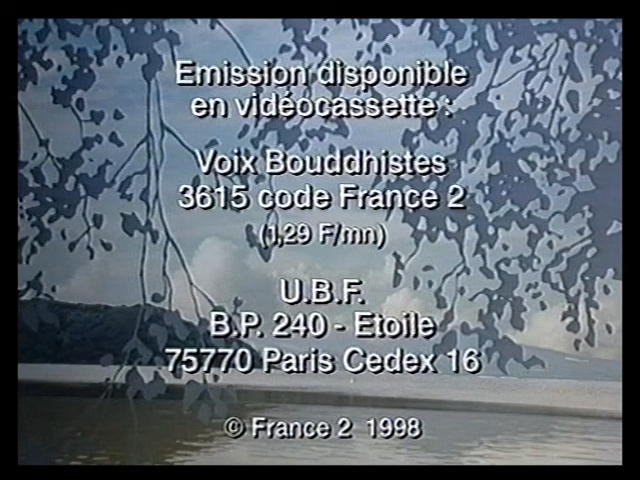 Emission disponible
en vidéocassette :
Voix Bouddhistes
3615 code France 2
(1,29 F/mn)
U.B.F.
B.P. 240 - Etoile
75770 Paris Cedex 16
© France 2 1998